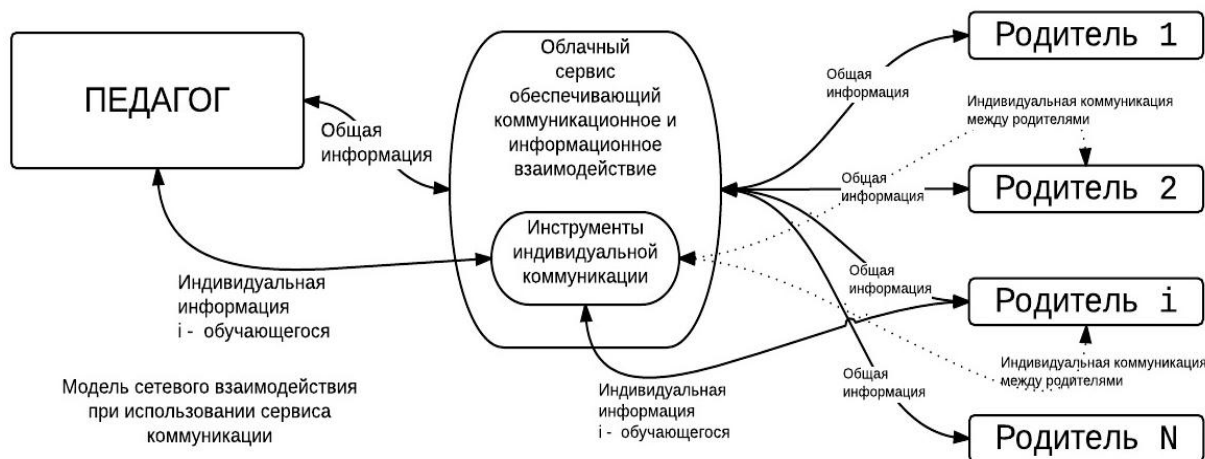 ПЕДАГОГ
Общая
информация
Индивидуальная
информация
i - обучающегося
Модель сетевого взаимодействия
при использовании сервиса
коммуникации
Облачный
сервис
обеспечивающий
коммуникационное и
информационное
взаимодействие
Инструменты
индивидуальной
коммуникации
Индивидуальная
информация
i - обучающегося
Общая
информация
Родитель 1
Индивидуальная коммуникация
между родителями
Общая
информация
Родитель 2
Общая
информация
Родитель i
Индивидуальная коммуникация
между родителями
Общая
информация
Родитель N